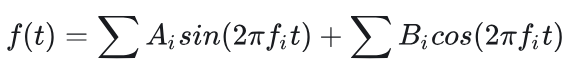 f(t) = ∑ A_i sin(2πf_i t) + ∑ B_i cos(2πf_i t)